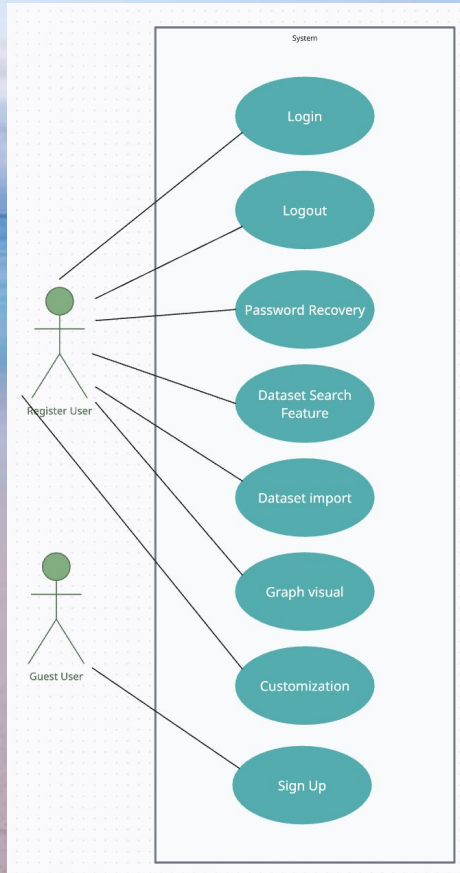 System
Login
Logout
Password Recovery
Dataset Search
Feature
Register User
Dataset import
Graph visual
Guest User
Customization
Sign Up